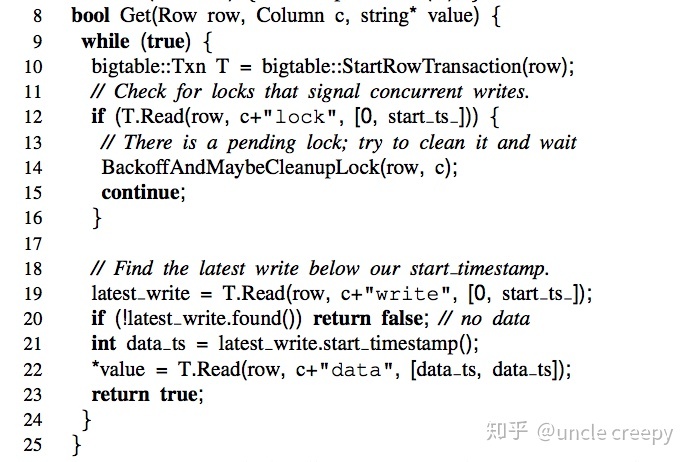 8 bool Get(Row row, Column c, string* value) {
9 while (true) {
10 bigtable::Txn T = bigtable::StartRowTransaction(row);
11 // Check for locks that signal concurrent writes.
12 if (T.Read(row, c+"lock", [0, start_ts_])) {
13 // There is a pending lock; try to clean it and wait
14 BackoffAndMaybeCleanupLock(row, c);
15 continue;
16 }
17
18 // Find the latest write below our start_timestamp.
19 latest_write = T.Read(row, c+"write", [0, start_ts_]);
20 if (!latest_write.found()) return false; // no data
21 int data_ts = latest_write.start_timestamp();
22 *value = T.Read(row, c+"data", [data_ts, data_ts]);
23 return true;
24 }
25 }
知乎 @uncle creepy